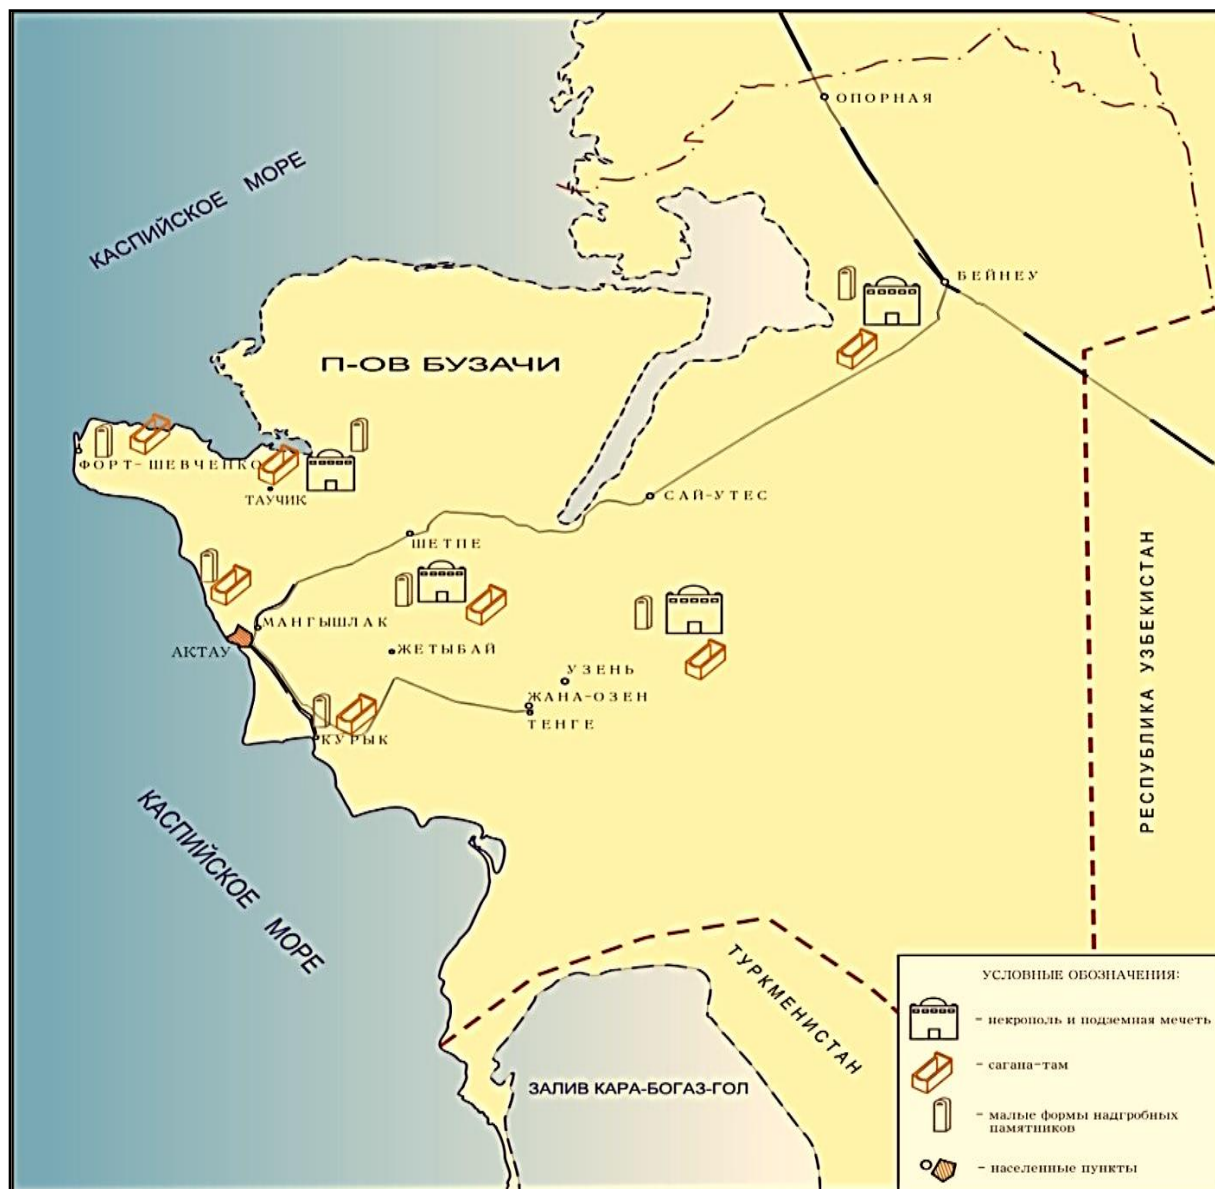 ОПОРНАЯ
КАСПИЙСКОЕ МОРЕ
БЕЙНЕУ
П-ОВ БУЗАЧИ
ФОРТ-ШЕВЧЕНКО
ТАУЧИК
САЙ-УТЕС
ШЕТПЕ
МАНГЫШЛАК
АКТАУ
ЖЕТЫБАЙ
УЗЕНЬ
ЖАНА-ОЗЕН
ТЕНГЕ
КУРЫК
РЕСПУБЛИКА УЗБЕКИСТАН
КАСПИЙСКОЕ МОРЕ
ТУРКМЕНИСТАН
ЗАЛИВ КАРА-БОГАЗ-ГОЛ
УСЛОВНЫЕ ОБОЗНАЧЕНИЯ:
- некрополь и подземная мечеть
- сагана-там
- малые формы надгробных
памятников
- населенные пункты